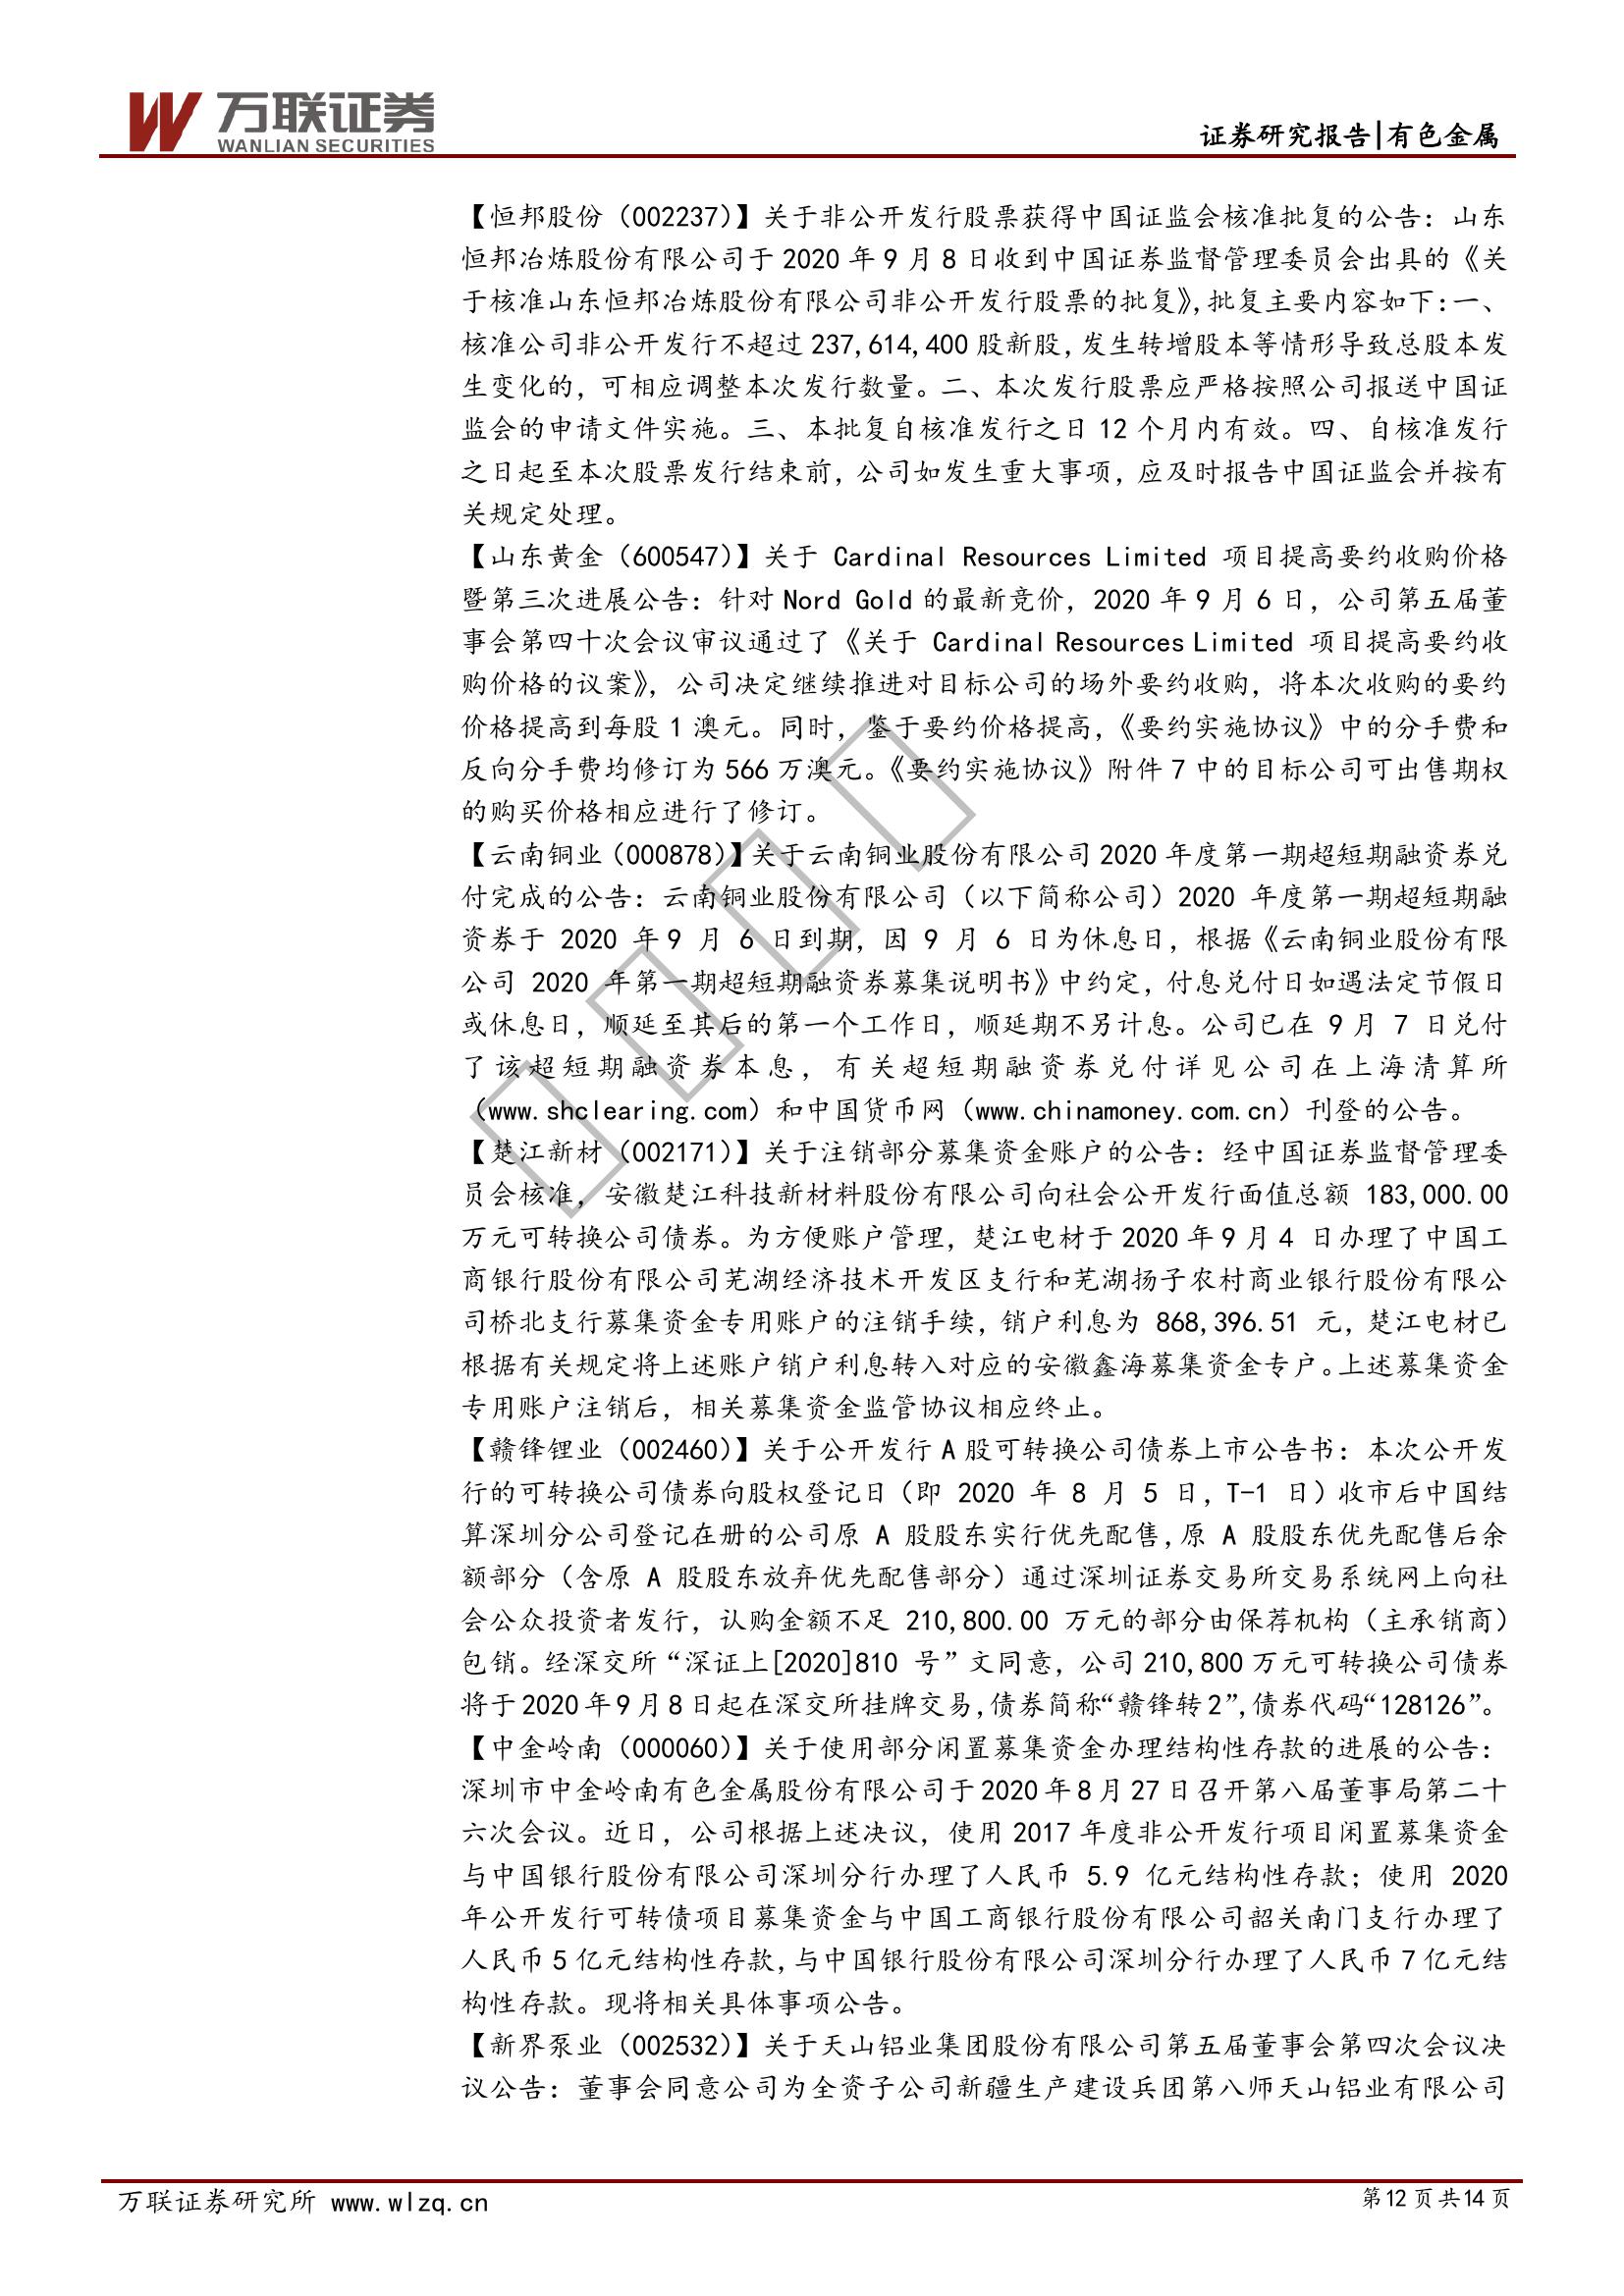 万联证券
WANLIAN SECURITIES
证券研究报告|有色金属
【恒邦股份（002237）】关于非公开发行股票获得中国证监会核准批复的公告：山东
恒邦冶炼股份有限公司于 2020 年 9 月 8 日收到中国证券监督管理委员会出具的《关
于核准山东恒邦冶炼股份有限公司非公开发行股票的批复》，批复主要内容如下：一、
核准公司非公开发行不超过 237,614,400 股新股，发生转增股本等情形导致总股本发
生变化的，可相应调整本次发行数量。二、本次发行股票应严格按照公司报送中国证
监会的申请文件实施。三、本批复自核准发行之日 12 个月内有效。四、自核准发行
之日起至本次股票发行结束前，公司如发生重大事项，应及时报告中国证监会并按有
关规定处理。
【山东黄金（600547）】关于 Cardinal Resources Limited 项目提高要约收购价格
暨第三次进展公告：针对 Nord Gold 的最新竞价，2020 年 9 月 6 日，公司第五届董
事会第四十次会议审议通过了《关于 Cardinal Resources Limited 项目提高要约收
购价格的议案》，公司决定继续推进对目标公司的场外要约收购，将本次收购的要约
价格提高到每股 1 澳元。同时，鉴于要约价格提高，《要约实施协议》中的分手费和
反向分手费均修订为 566 万澳元。《要约实施协议》附件 7 中的目标公司可出售期权
的购买价格相应进行了修订。
【云南铜业（000878）】关于云南铜业股份有限公司 2020 年度第一期超短期融资券兑
付完成的公告：云南铜业股份有限公司（以下简称公司）2020 年度第一期超短期融
资券于 2020 年 9 月 6 日到期，因 9 月 6 日为休息日，根据《云南铜业股份有限
公司 2020 年第一期超短期融资券募集说明书》中约定，付息兑付日如遇法定节假日
或休息日，顺延至其后的第一个工作日，顺延期不另计息。公司已在 9 月 7 日兑付
了该超短期融资券本息，有关超短期融资券兑付详见公司在上海清算所
（www.shclearing.com）和中国货币网（www.chinamoney.com.cn）刊登的公告。
【楚江新材（002171）】关于注销部分募集资金账户的公告：经中国证券监督管理委
员会核准，安徽楚江科技新材料股份有限公司向社会公开发行面值总额 183,000.00
万元可转换公司债券。为方便账户管理，楚江电材于 2020 年 9 月 4 日办理了中国工
商银行股份有限公司芜湖经济技术开发区支行和芜湖扬子农村商业银行股份有限公
司桥北支行募集资金专用账户的注销手续，销户利息为 868,396.51 元，楚江电材已
根据有关规定将上述账户销户利息转入对应的安徽鑫海募集资金专户。上述募集资金
专用账户注销后，相关募集资金监管协议相应终止。
【赣锋锂业（002460）】关于公开发行 A 股可转换公司债券上市公告书：本次公开发
行的可转换公司债券向股权登记日（即 2020 年 8 月 5 日，T-1 日）收市后中国结
算深圳分公司登记在册的公司原 A 股股东实行优先配售，原 A 股股东优先配售后余
额部分（含原 A 股股东放弃优先配售部分）通过深圳证券交易所交易系统网上向社
会公众投资者发行，认购金额不足 210,800.00 万元的部分由保荐机构（主承销商）
包销。经深交所“深证上[2020]810 号”文同意，公司 210,800 万元可转换公司债券
将于 2020 年 9 月 8 日起在深交所挂牌交易，债券简称“赣锋转 2”，债券代码“128126”。
【中金岭南（000060）】关于使用部分闲置募集资金办理结构性存款的进展的公告：
深圳市中金岭南有色金属股份有限公司于 2020 年 8 月 27 日召开第八届董事局第二十
六次会议。近日，公司根据上述决议，使用 2017 年度非公开发行项目闲置募集资金
与中国银行股份有限公司深圳分行办理了人民币 5.9 亿元结构性存款；使用 2020
年公开发行可转债项目募集资金与中国工商银行股份有限公司韶关南门支行办理了
人民币 5 亿元结构性存款，与中国银行股份有限公司深圳分行办理了人民币 7 亿元结
构性存款。现将相关具体事项公告。
【新界泵业（002532）】关于天山铝业集团股份有限公司第五届董事会第四次会议决
议公告：董事会同意公司为全资子公司新疆生产建设兵团第八师天山铝业有限公司
万联证券研究所 www.wlzq.cn
第 12 页 共 14 页